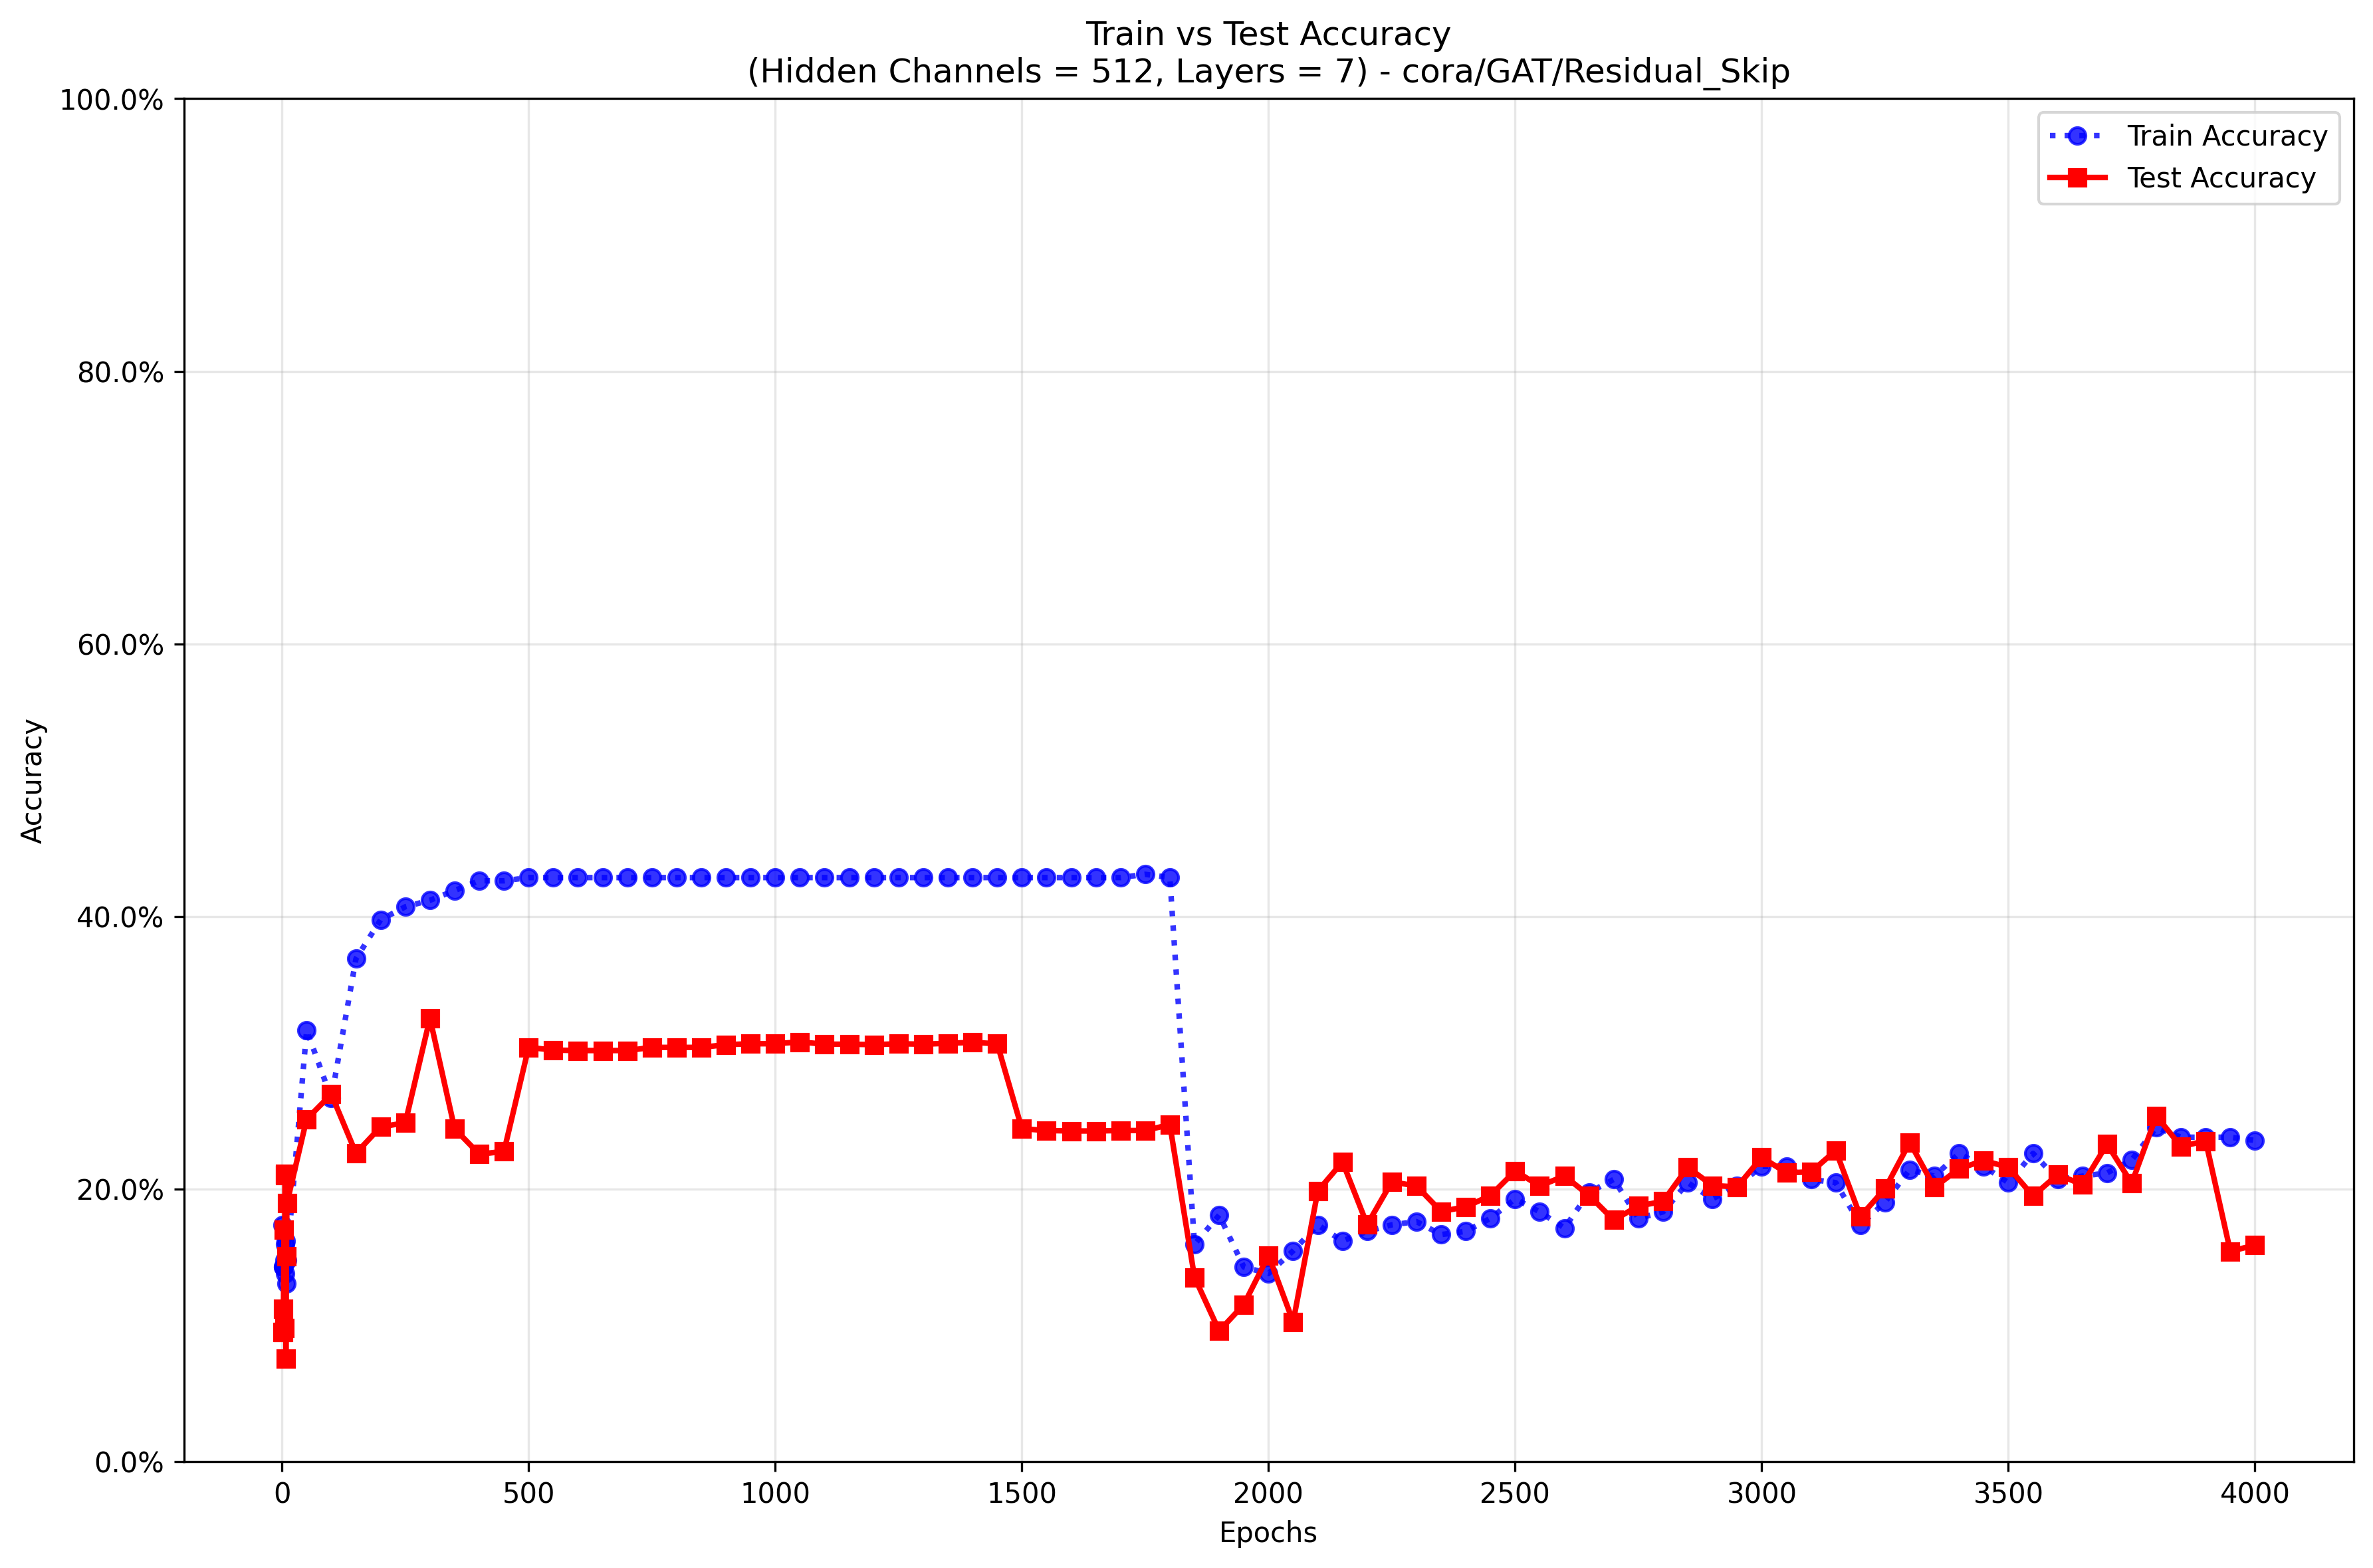 Train vs Test Accuracy
(Hidden Channels = 512, Layers = 7) - cora/GAT/Residual_Skip
100.0%
80.0%
60.0%
40.0%
20.0%
0.0%
Accuracy
Train Accuracy
Test Accuracy
0 500 1000 1500 2000 2500 3000 3500 4000
Epochs